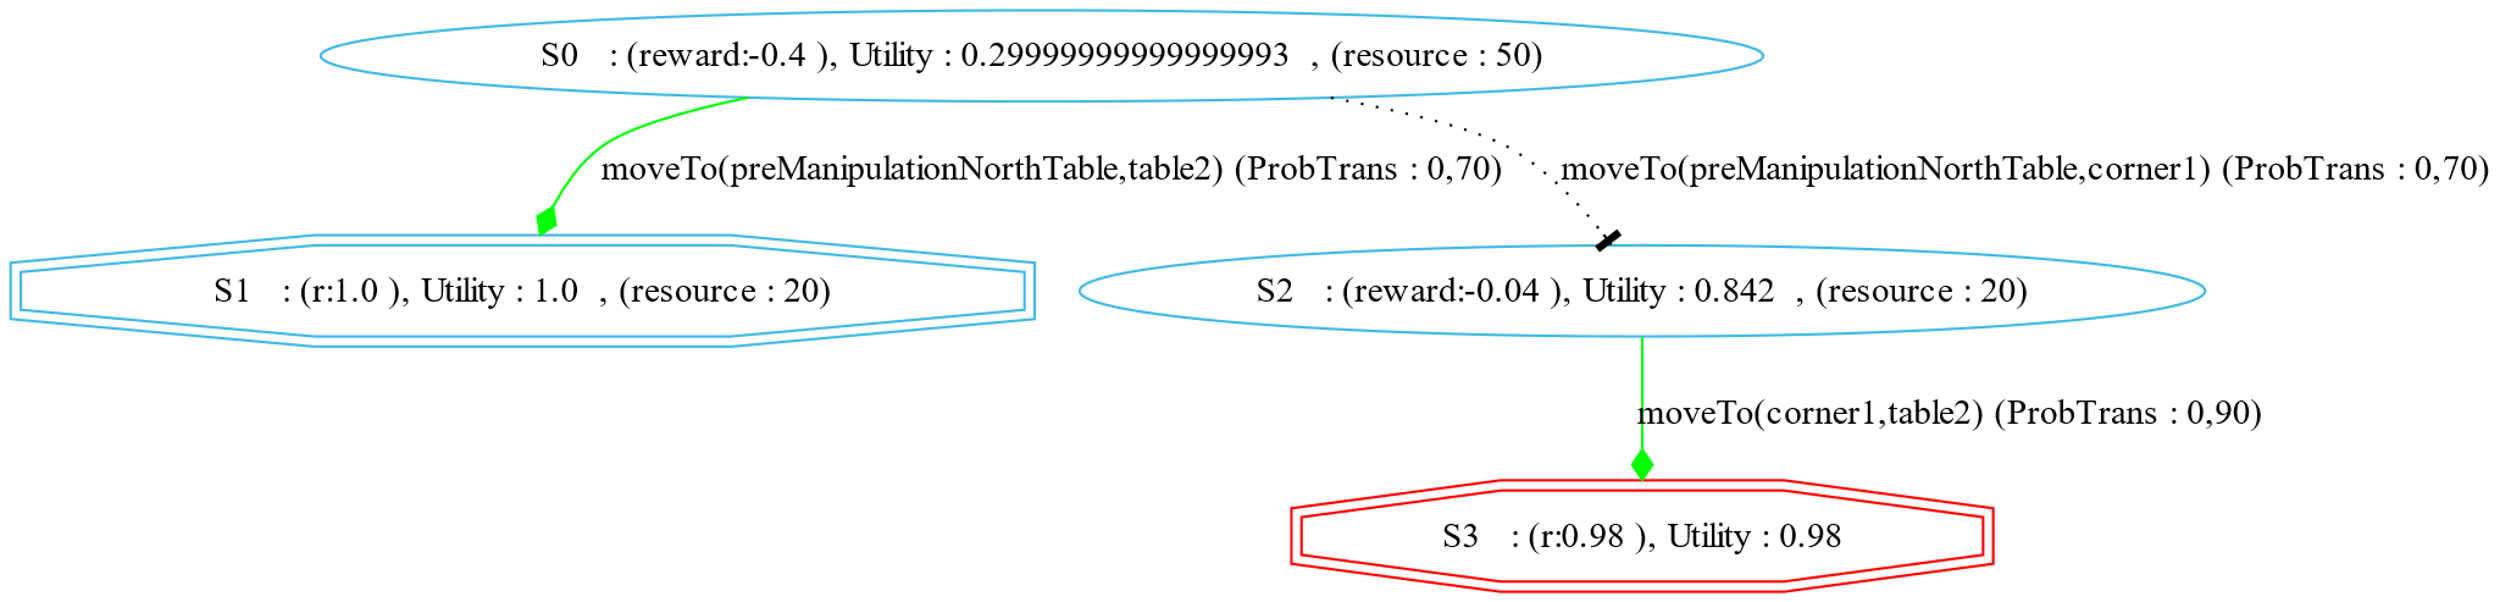 S0 : (reward:-0.4 ), Utility : 0.29999999999999993 , (resource : 50)
moveTo(preManipulationNorthTable,table2) (ProbTrans : 0,70)
moveTo(preManipulationNorthTable,corner1) (ProbTrans : 0,70)
S1 : (r:1.0 ), Utility : 1.0 , (resource : 20)
S2 : (reward:-0.04 ), Utility : 0.842 , (resource : 20)
moveTo(corner1,table2) (ProbTrans : 0,90)
S3 : (r:0.98 ), Utility : 0.98